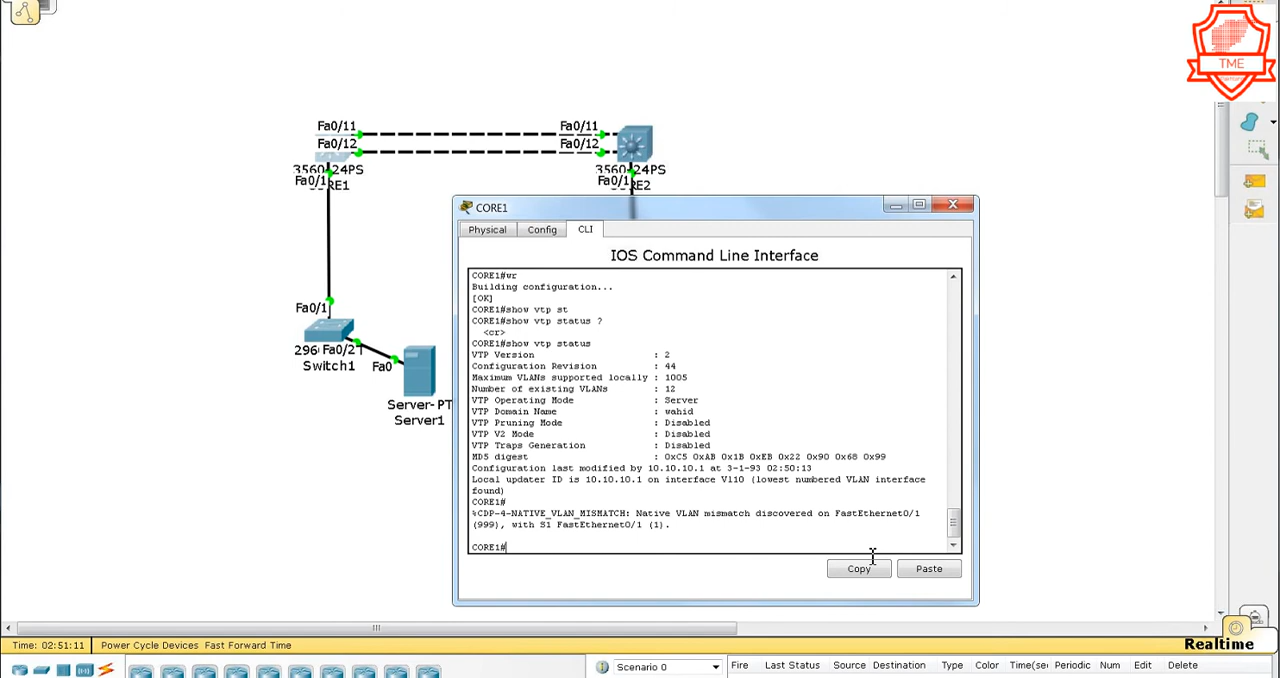 TME
Fa0/11
Fa0/11
Fa0/12
Fa0/12
3560-24PS
3560-24PS
Fa0/1
RE1
Fa0/1
RE2
Fa0/1
Fa0/2
Switch1
Fa0
Server-PT
Server1
CORE1
Physical
Config
CLI
IOS Command Line Interface
CORE1#wr
Building configuration...
[OK]
CORE1#show vtp st
CORE1#show vtp status ?
<cr>
CORE1#show vtp status
VTP Version : 2
Configuration Revision : 44
Maximum VLANs supported locally : 1005
Number of existing VLANs : 12
VTP Operating Mode : Server
VTP Domain Name : wahid
VTP Pruning Mode : Disabled
VTP V2 Mode : Disabled
VTP Traps Generation : Disabled
MD5 digest : 0xC5 0xAB 0x1B 0xEB 0x22 0x90 0x68 0x99
Configuration last modified by 10.10.10.1 at 3-1-93 02:50:13
Local updater ID is 10.10.10.1 on interface Vl10 (lowest numbered VLAN interface
found)
CORE1#
%CDP-4-NATIVE_VLAN_MISMATCH: Native VLAN mismatch discovered on FastEthernet0/1
(999), with S1 FastEthernet0/1 (1).
CORE1#
Copy
Paste
Time: 02:51:11
Power Cycle Devices Fast Forward Time
Realtime
Scenario 0
Fire Last Status Source Destination Type Color Time(sec Periodic Num Edit Delete